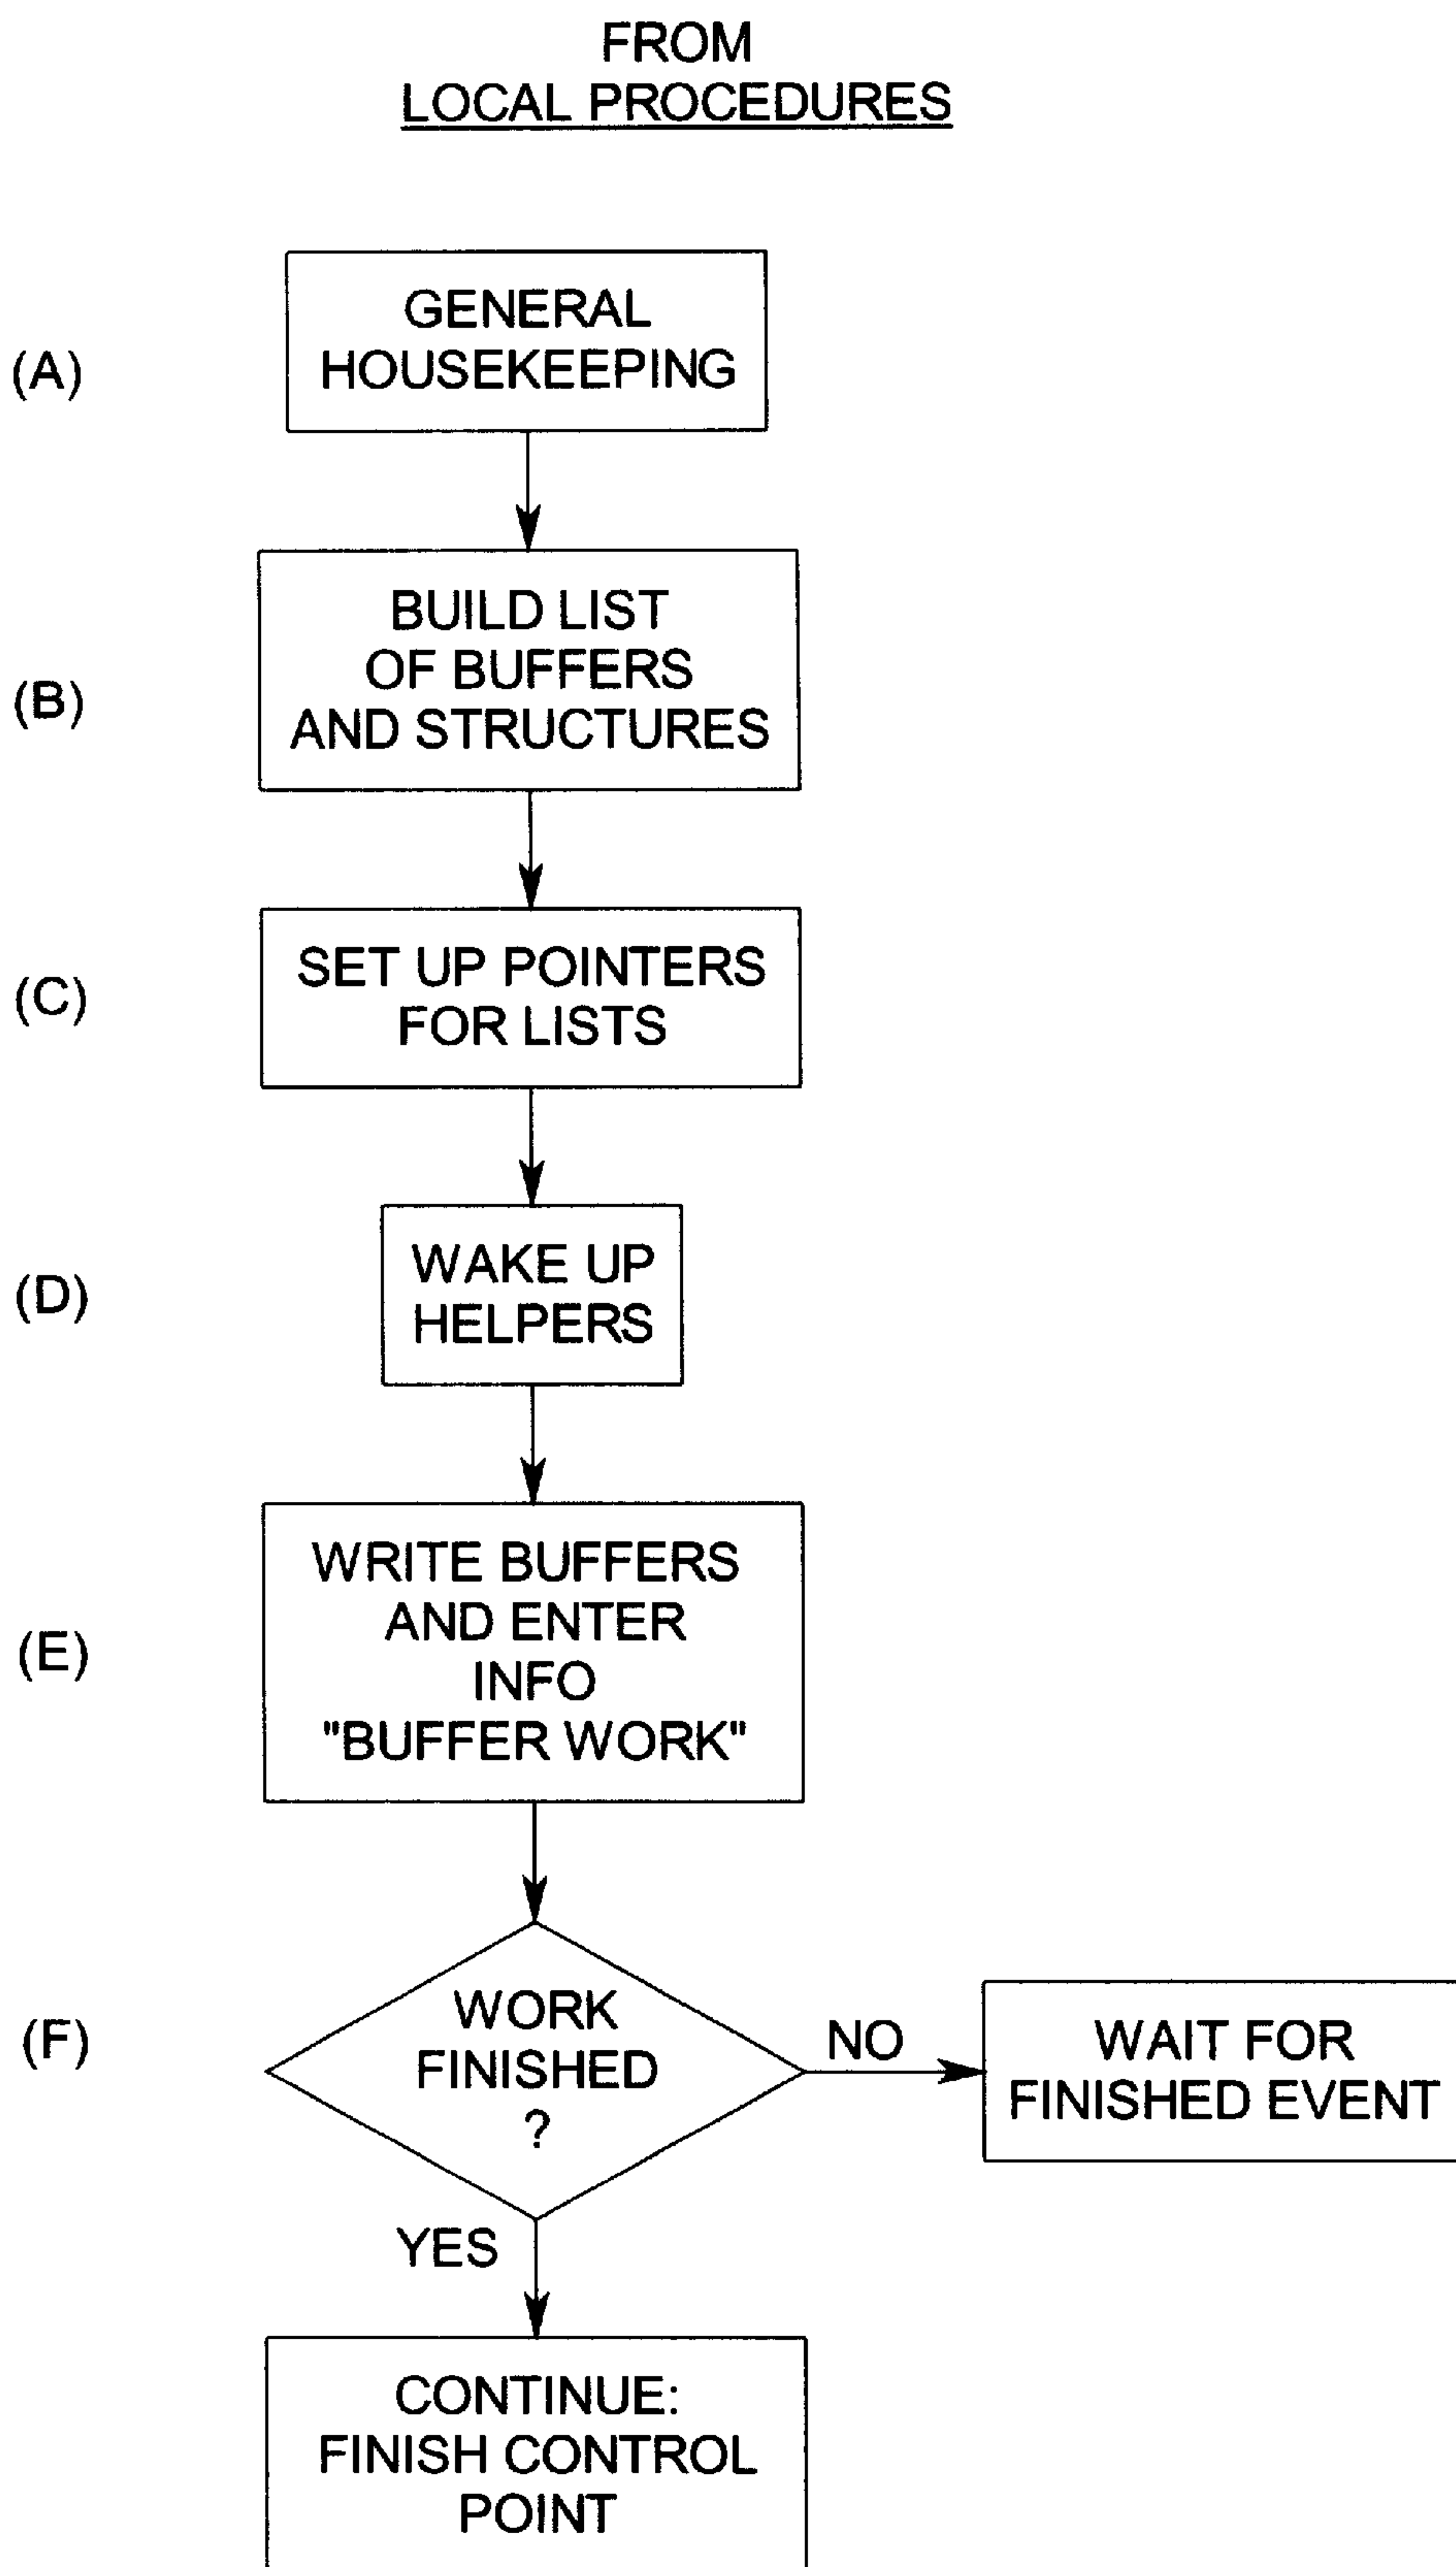 FROM
LOCAL PROCEDURES
(A)
GENERAL
HOUSEKEEPING
(B)
BUILD LIST
OF BUFFERS
AND STRUCTURES
(C)
SET UP POINTERS
FOR LISTS
(D)
WAKE UP
HELPERS
(E)
WRITE BUFFERS
AND ENTER
INFO
"BUFFER WORK"
(F)
WORK
FINISHED
?
NO
WAIT FOR
FINISHED EVENT
YES
CONTINUE:
FINISH CONTROL
POINT